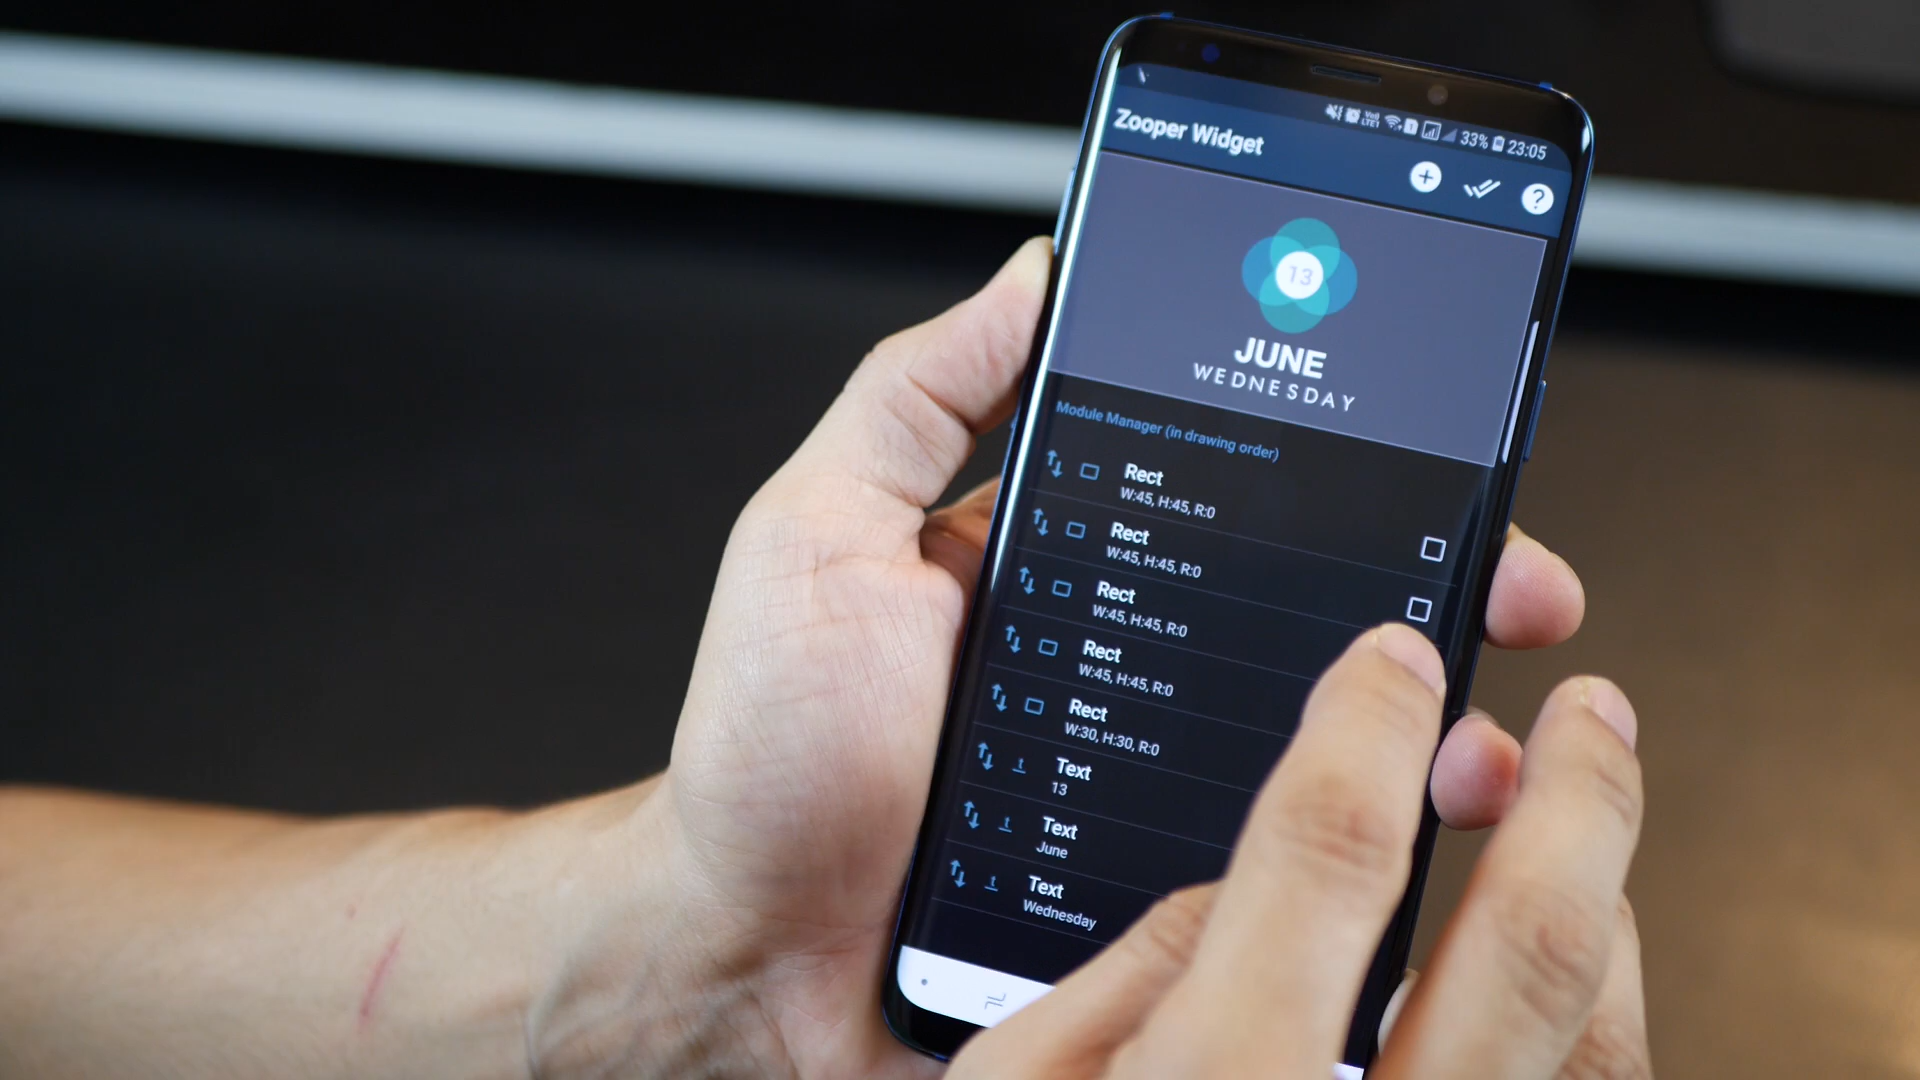 VoII
LTE1
33% 23:05
Zooper Widget
13
JUNE
WEDNESDAY
Module Manager (in drawing order)
Rect
W:45, H:45, R:0
Rect
W:45, H:45, R:0
Rect
W:45, H:45, R:0
Rect
W:45, H:45, R:0
Rect
W:30, H:30, R:0
Text
13
Text
June
Text
Wednesday